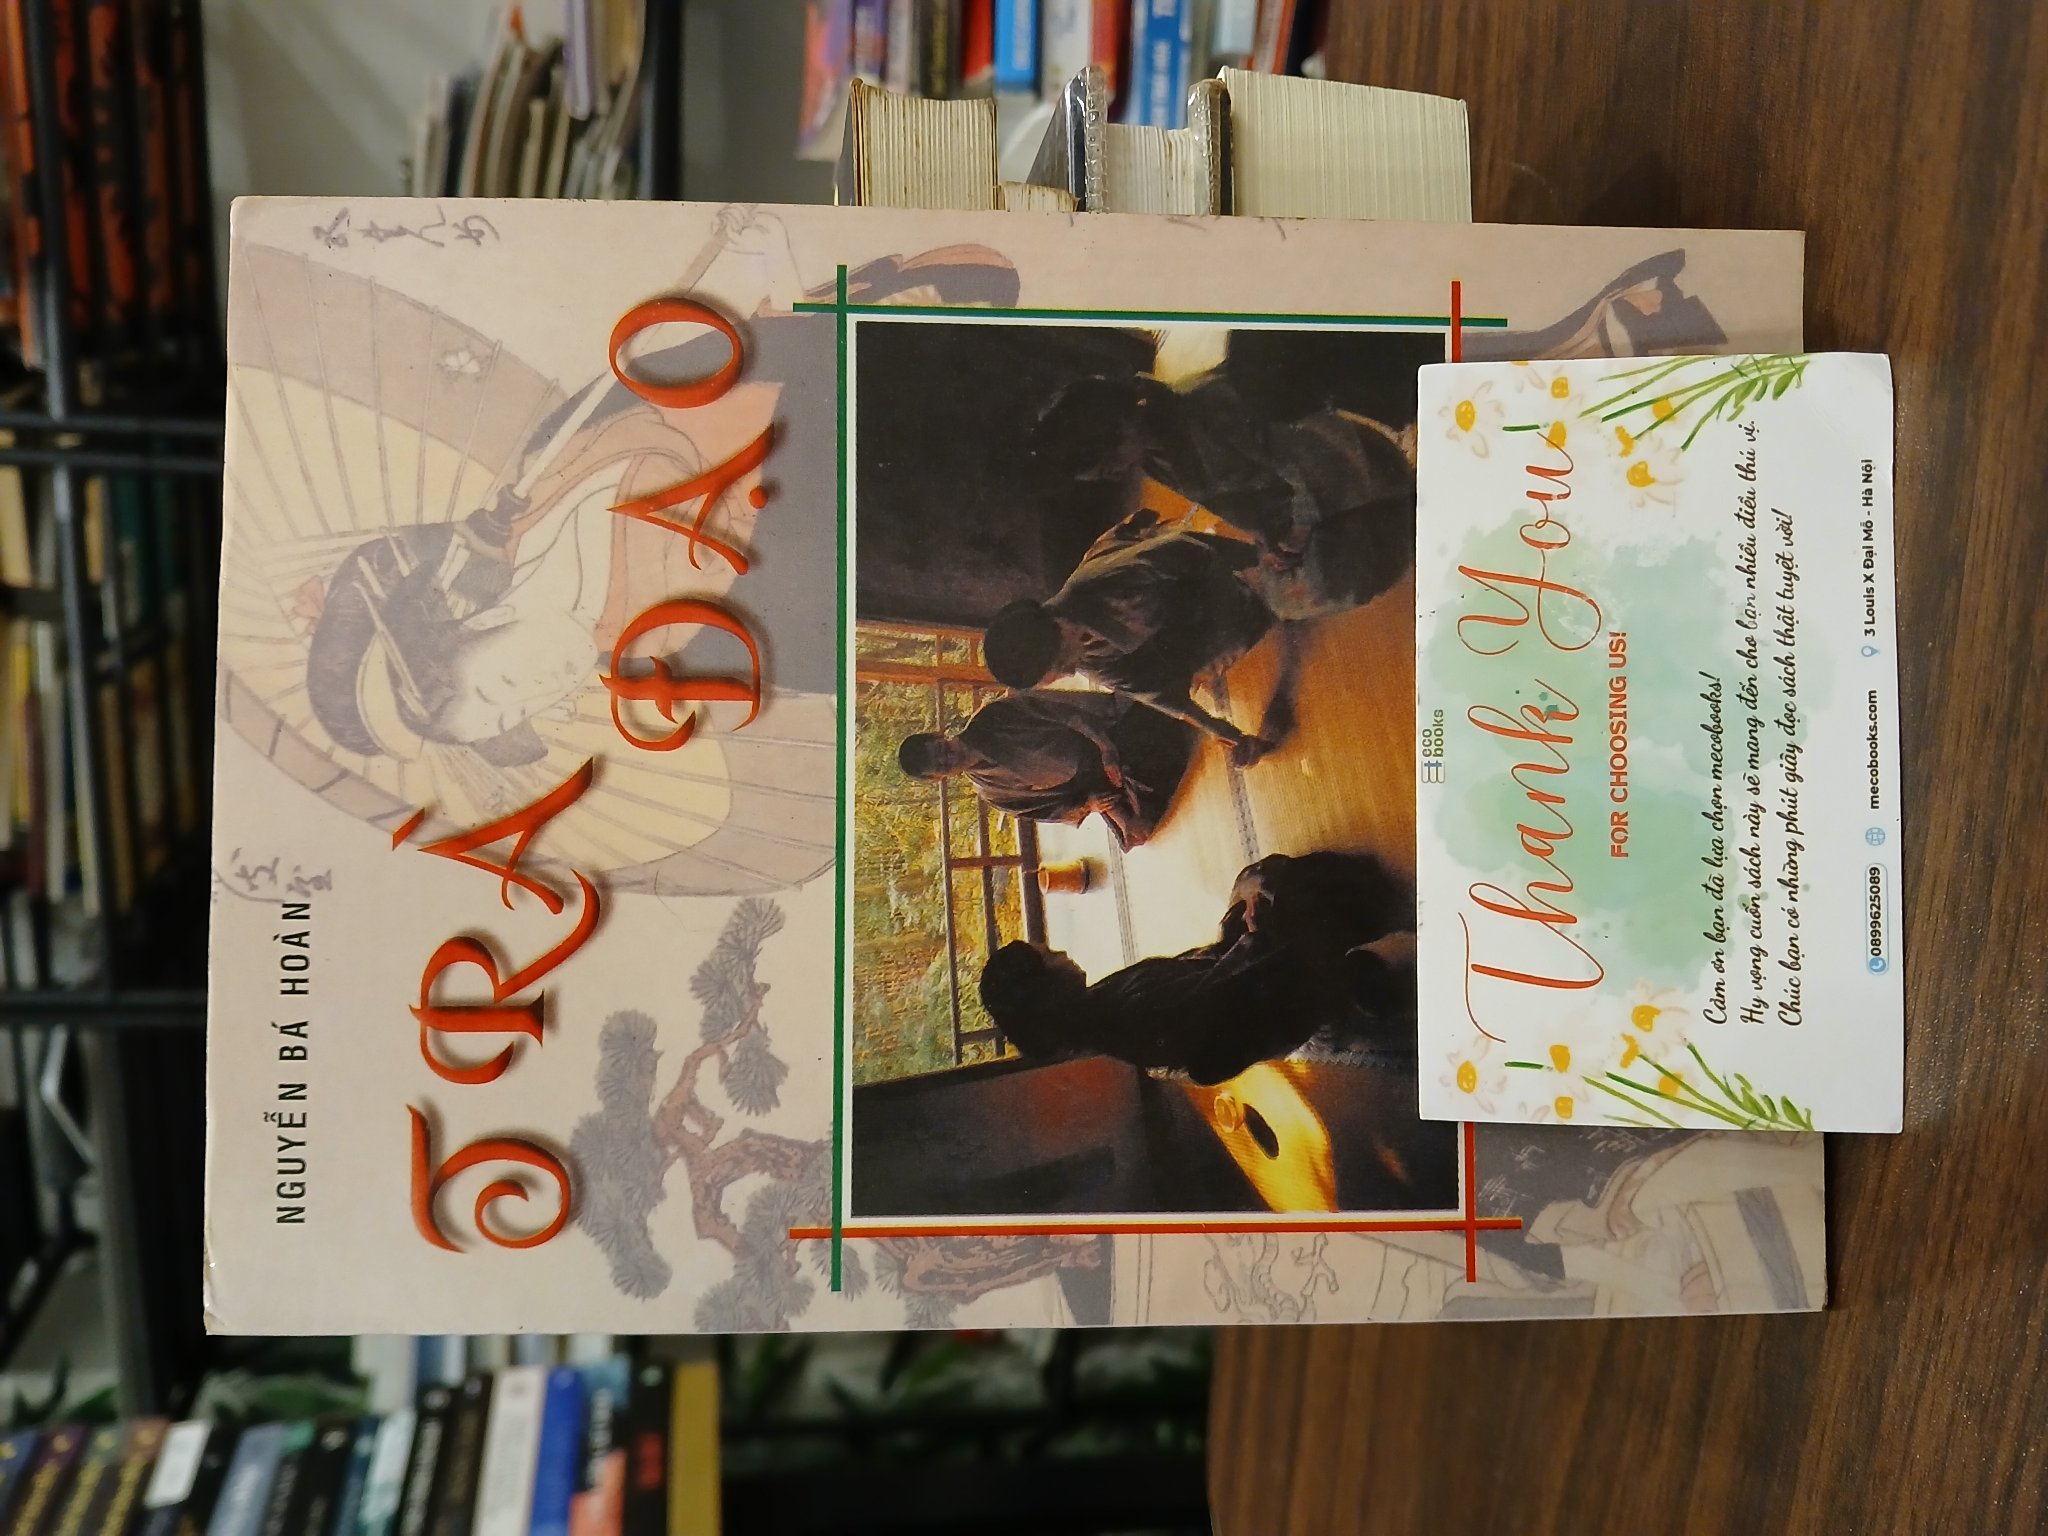 NGUYỄN BÁ HOÀN
TRÀ ĐẠO
eco
books
Thank You
FOR CHOOSING US!
Cảm ơn bạn đã lựa chọn mecobooks!
Hy vọng cuốn sách này sẽ mang đến cho bạn nhiều điều thú vị.
Chúc bạn có những phút giây đọc sách thật tuyệt vời!
0899625089 mecobooks.com 3 Louis X Đại Mỗ - Hà Nội